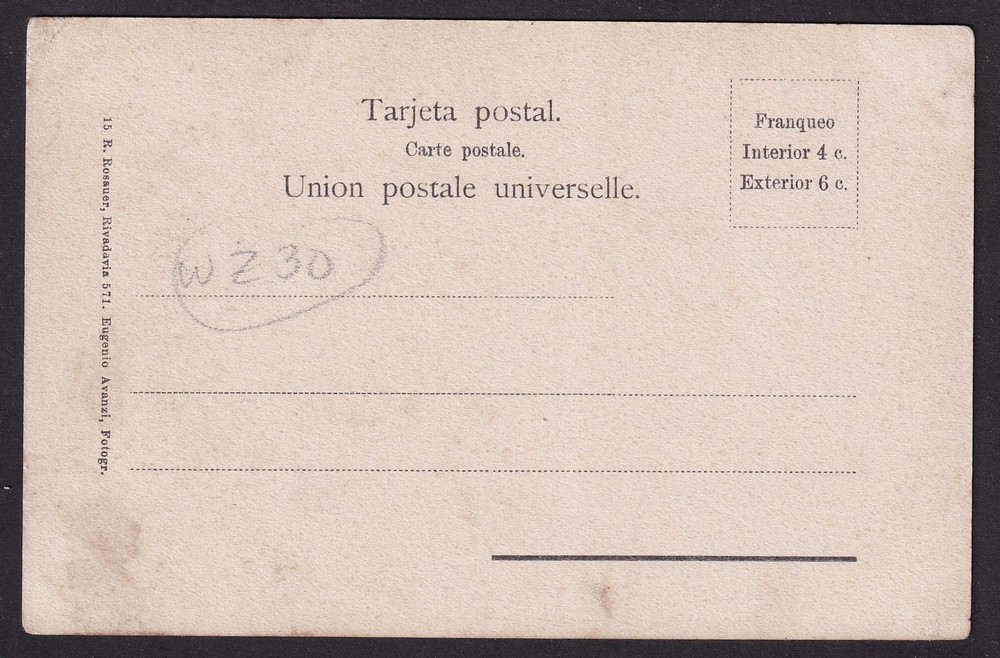 Tarjeta postal.
Carte postale.
Union postale universelle.
Franqueo
Interior 4 c.
Exterior 6 c.
W Z 30
15 R. Rosauer, Rivadavia 571. Eugenio Avanzi, Fotogr.